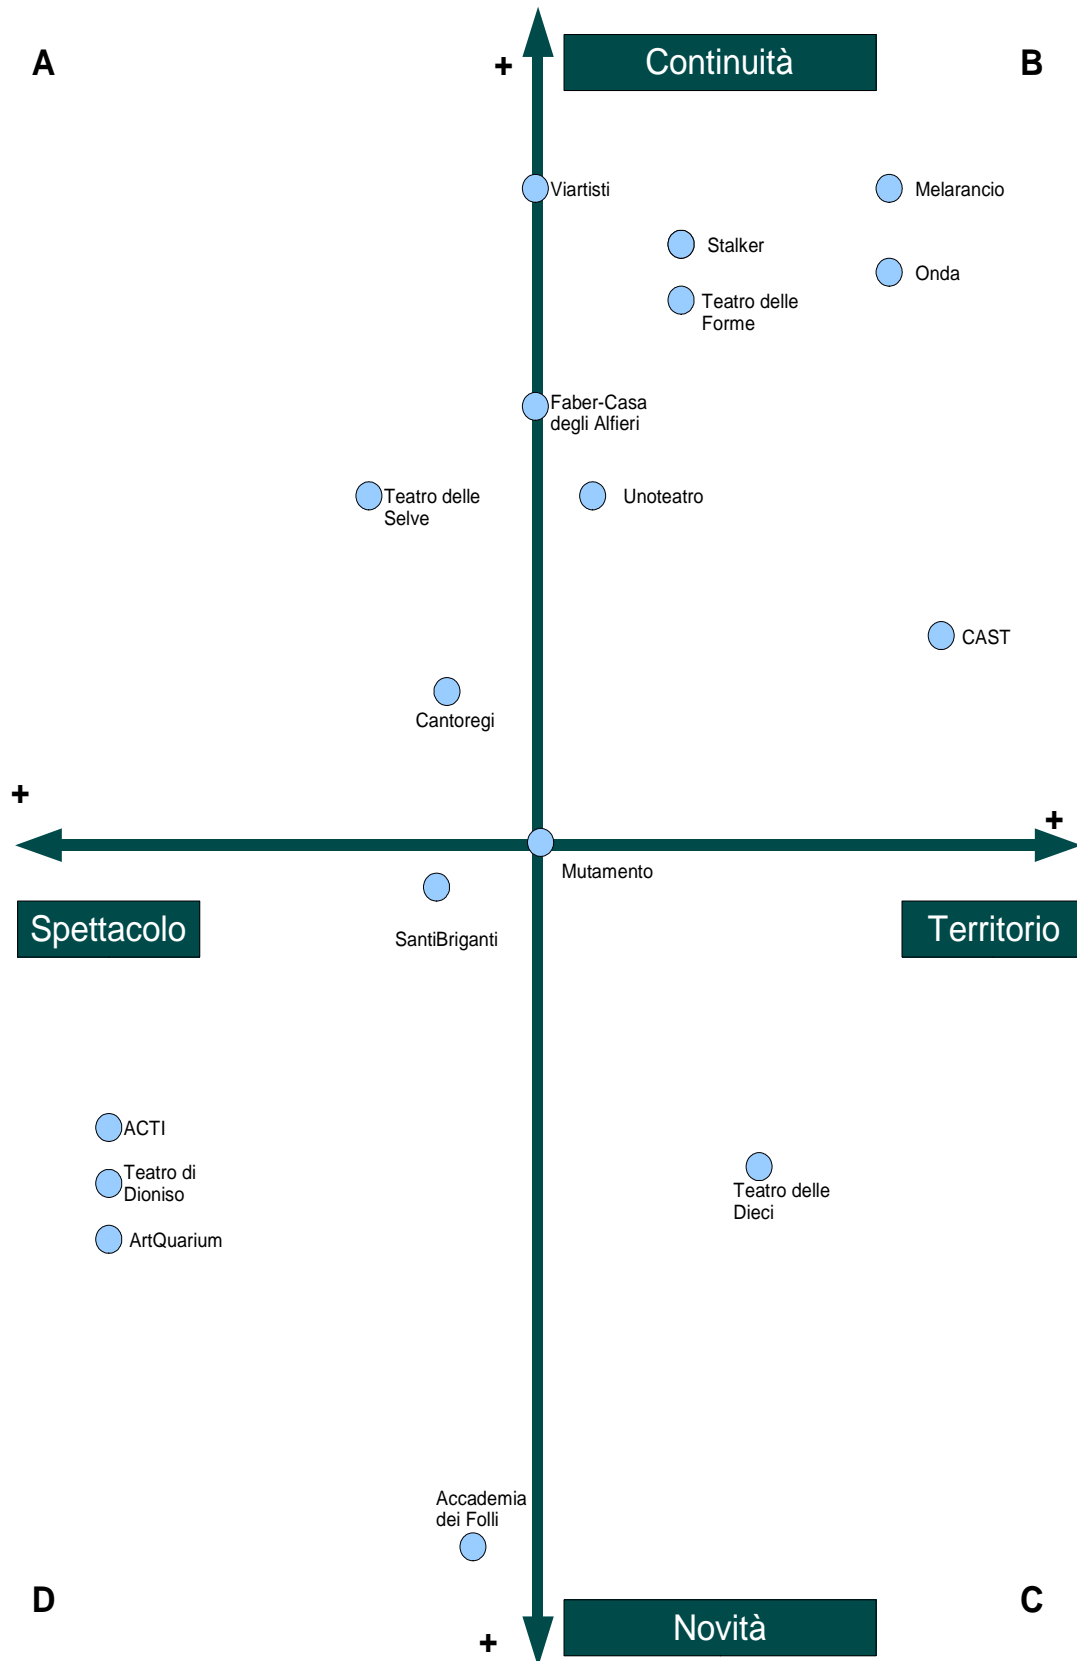 A
+
Continuità
B
Viartisti
Melarancio
Stalker
Onda
Teatro delle
Forme
Faber-Casa
degli Alfieri
Teatro delle
Selve
Unoteatro
CAST
Cantoregi
+
+
Mutamento
Spettacolo
SantiBriganti
Territorio
ACTI
Teatro di
Dioniso
ArtQuarium
Teatro delle
Dieci
Accademia
dei Folli
D
+
Novità
C